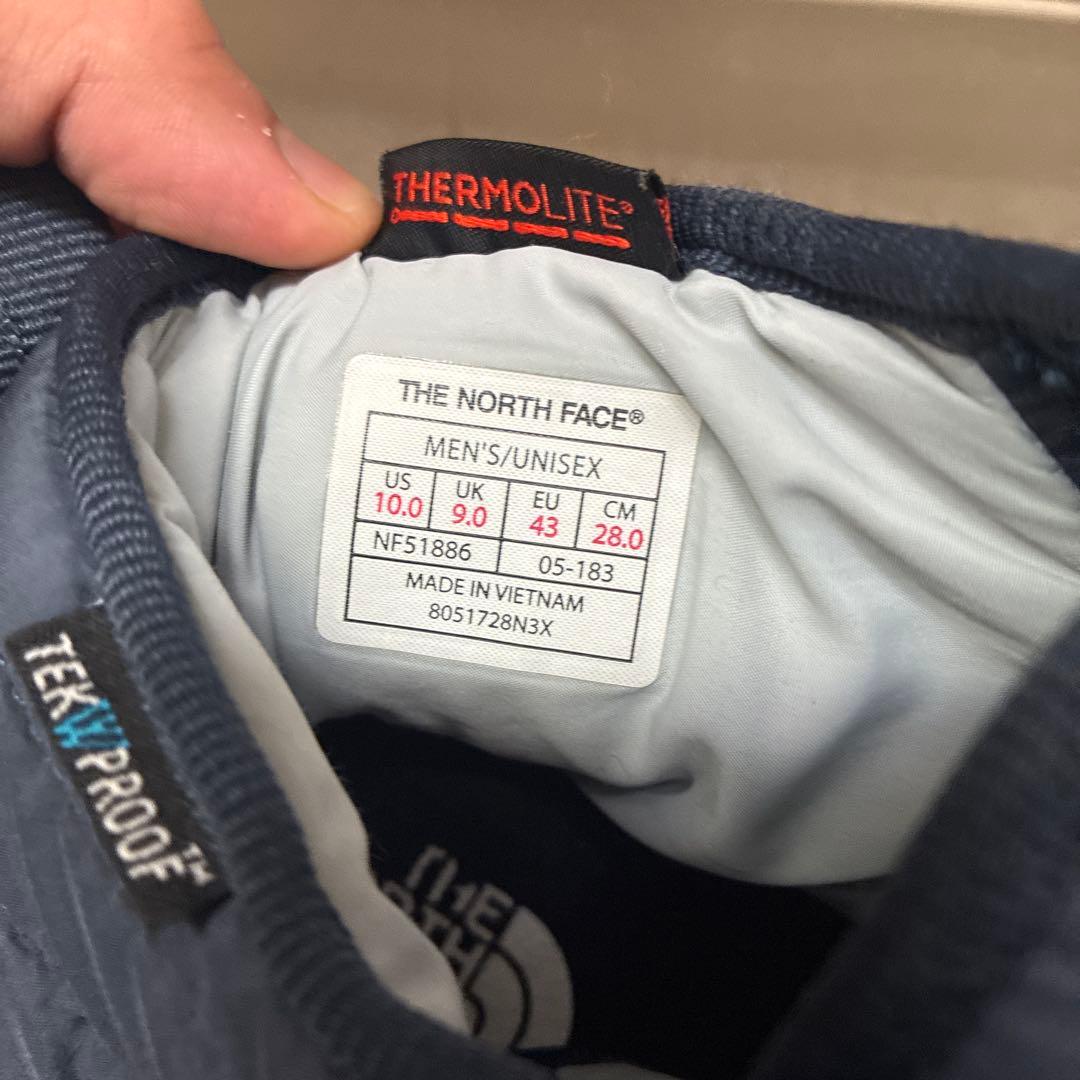 THERMOLITE®
THE NORTH FACE®
MEN'S/UNISEX
US UK EU CM
10.0 9.0 43 28.0
NF51886 05-183
MADE IN VIETNAM
8051728N3X
TEKWPROOF™
THE